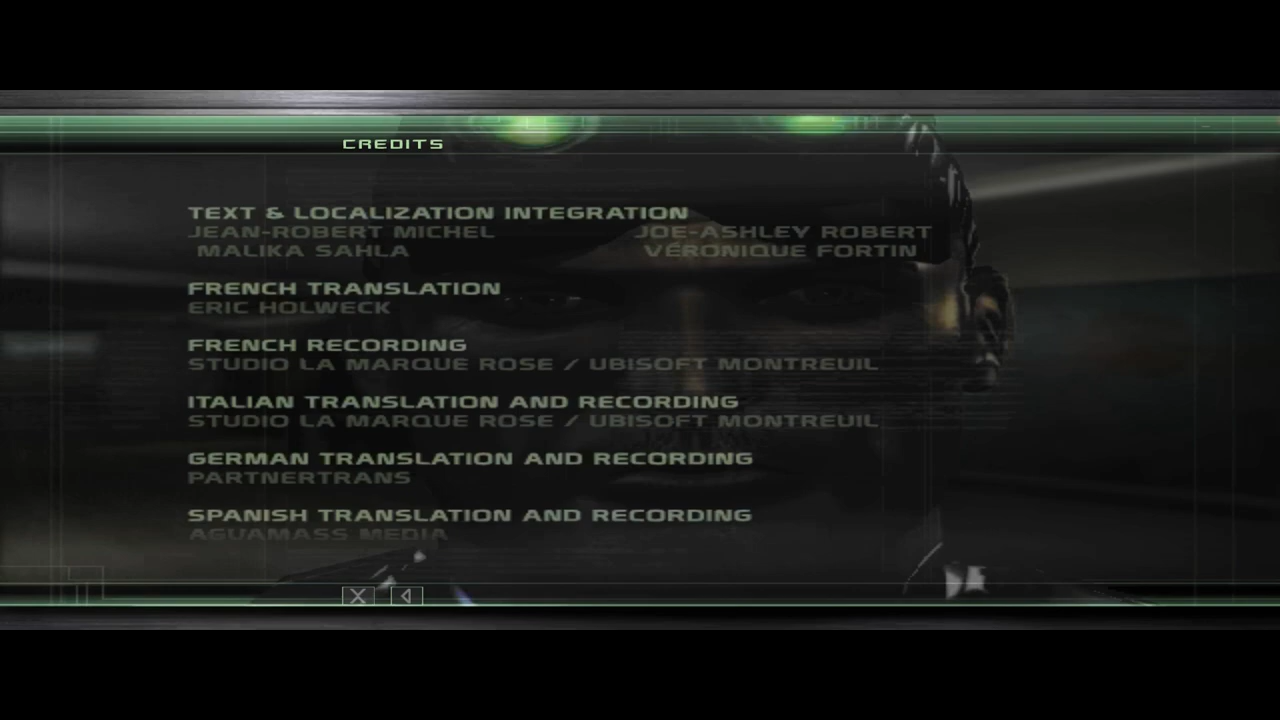 CREDITS
TEXT & LOCALIZATION INTEGRATION
JEAN-ROBERT MICHEL JOE-ASHLEY ROBERT
MALIKA SAHLA VÉRONIQUE FORTIN
FRENCH TRANSLATION
ERIC HOLWECK
FRENCH RECORDING
STUDIO LA MARQUE ROSE / UBISOFT MONTREUIL
ITALIAN TRANSLATION AND RECORDING
STUDIO LA MARQUE ROSE / UBISOFT MONTREUIL
GERMAN TRANSLATION AND RECORDING
PARTNERTRANS
SPANISH TRANSLATION AND RECORDING
AGUAMASS MEDIA